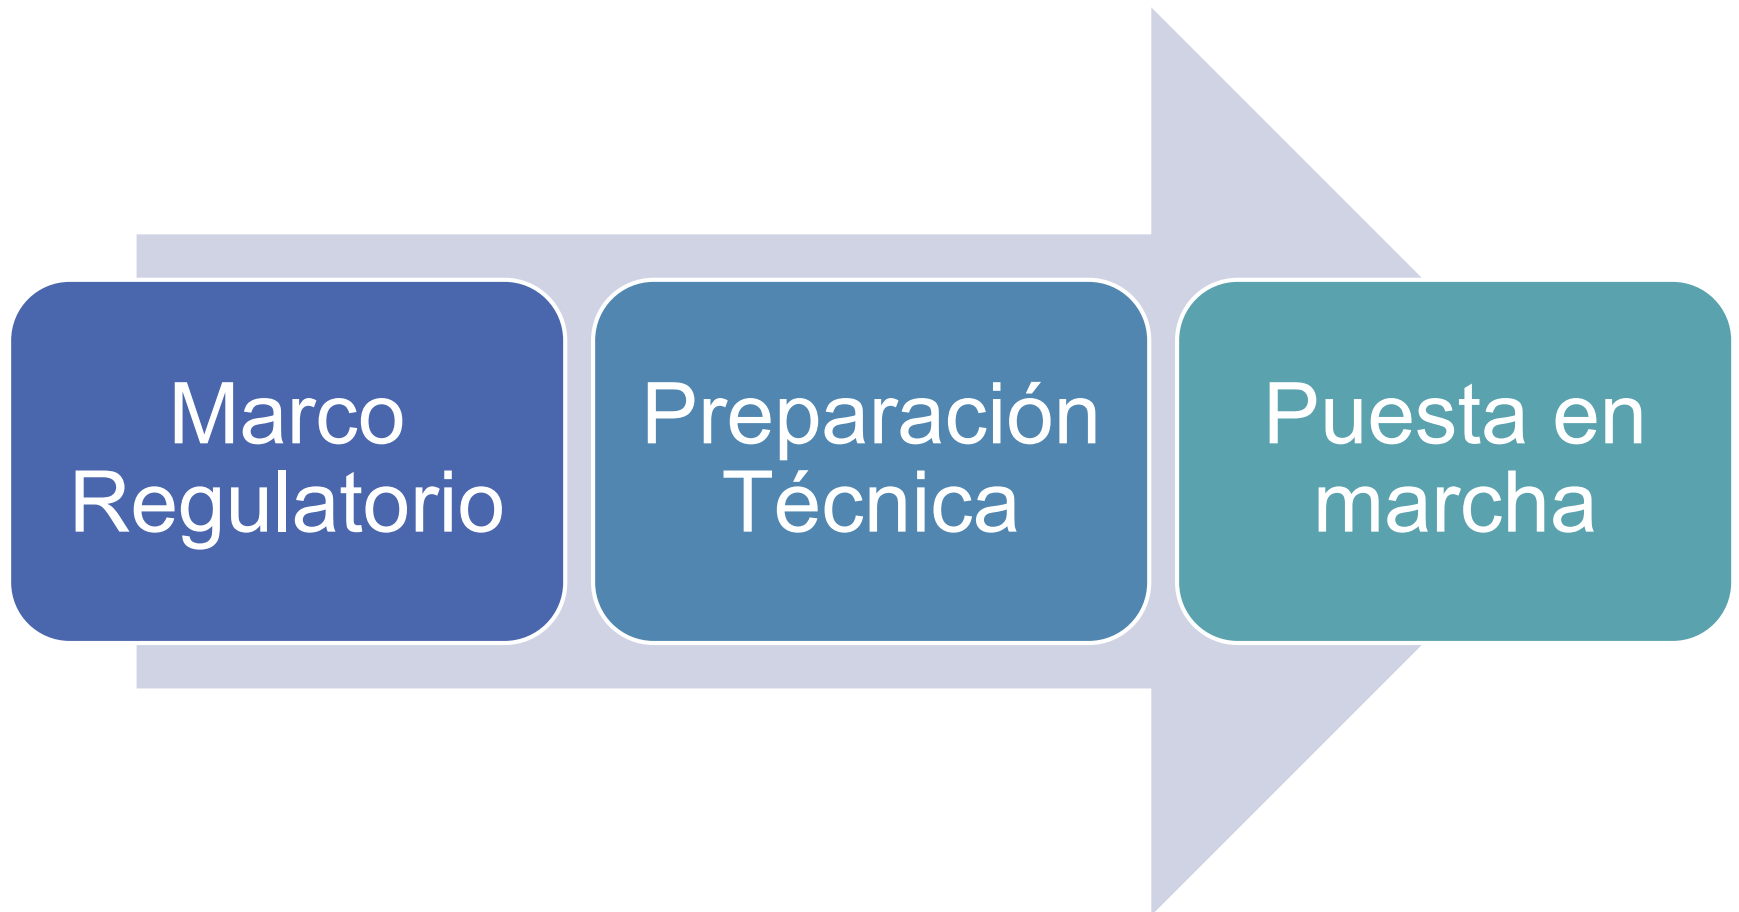 Marco
Regulatorio
Preparación
Técnica
Puesta en
marcha